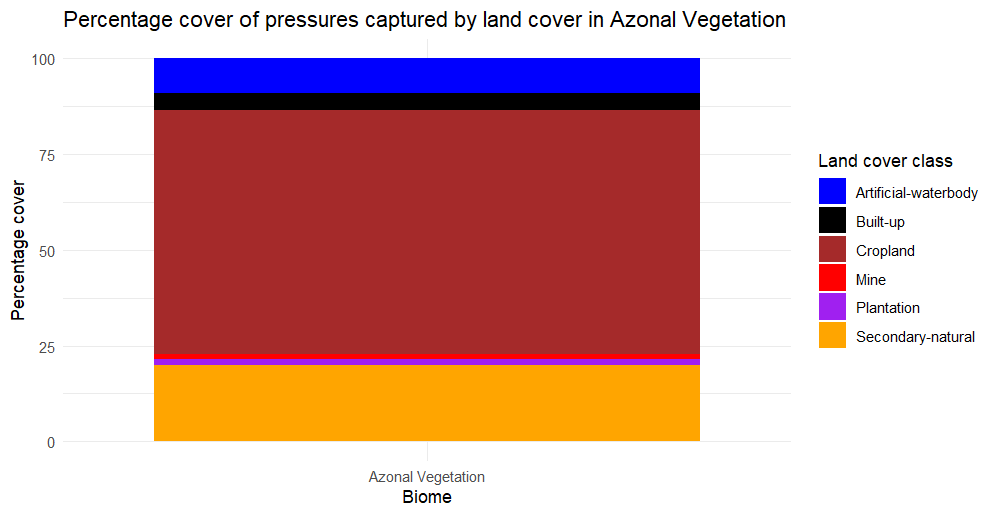 Percentage cover of pressures captured by land cover in Azonal Vegetation
Percentage cover
100
75
50
25
0
Azonal Vegetation
Biome
Land cover class
Artificial-waterbody
Built-up
Cropland
Mine
Plantation
Secondary-natural